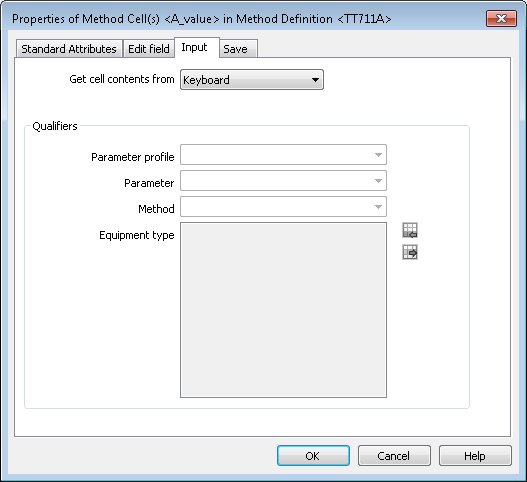 Properties of Method Cell(s) <A_value> in Method Definition <TT711A>
Standard Attributes Edit field Input Save
Get cell contents from Keyboard
Qualifiers
Parameter profile
Parameter
Method
Equipment type
OK Cancel Help